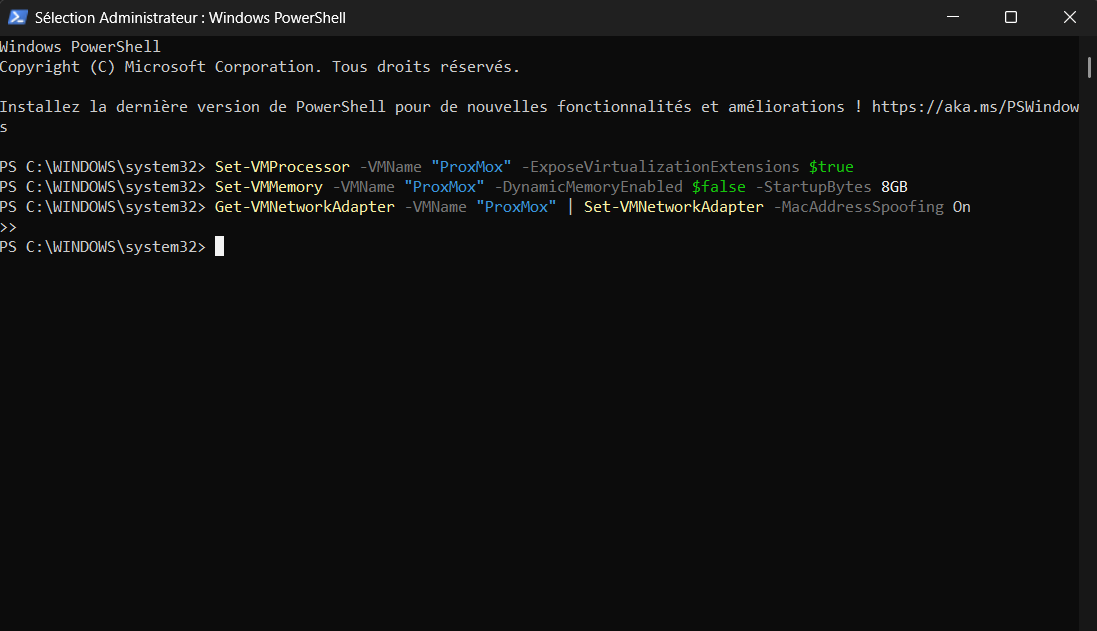 Sélection Administrateur : Windows PowerShell
Windows PowerShell
Copyright (C) Microsoft Corporation. Tous droits réservés.
Installez la dernière version de PowerShell pour de nouvelles fonctionnalités et améliorations ! https://aka.ms/PSWindow
s
PS C:\WINDOWS\system32> Set-VMProcessor -VMName "ProxMox" -ExposeVirtualizationExtensions $true
PS C:\WINDOWS\system32> Set-VMMemory -VMName "ProxMox" -DynamicMemoryEnabled $false -StartupBytes 8GB
PS C:\WINDOWS\system32> Get-VMNetworkAdapter -VMName "ProxMox" | Set-VMNetworkAdapter -MacAddressSpoofing On
>>
PS C:\WINDOWS\system32>